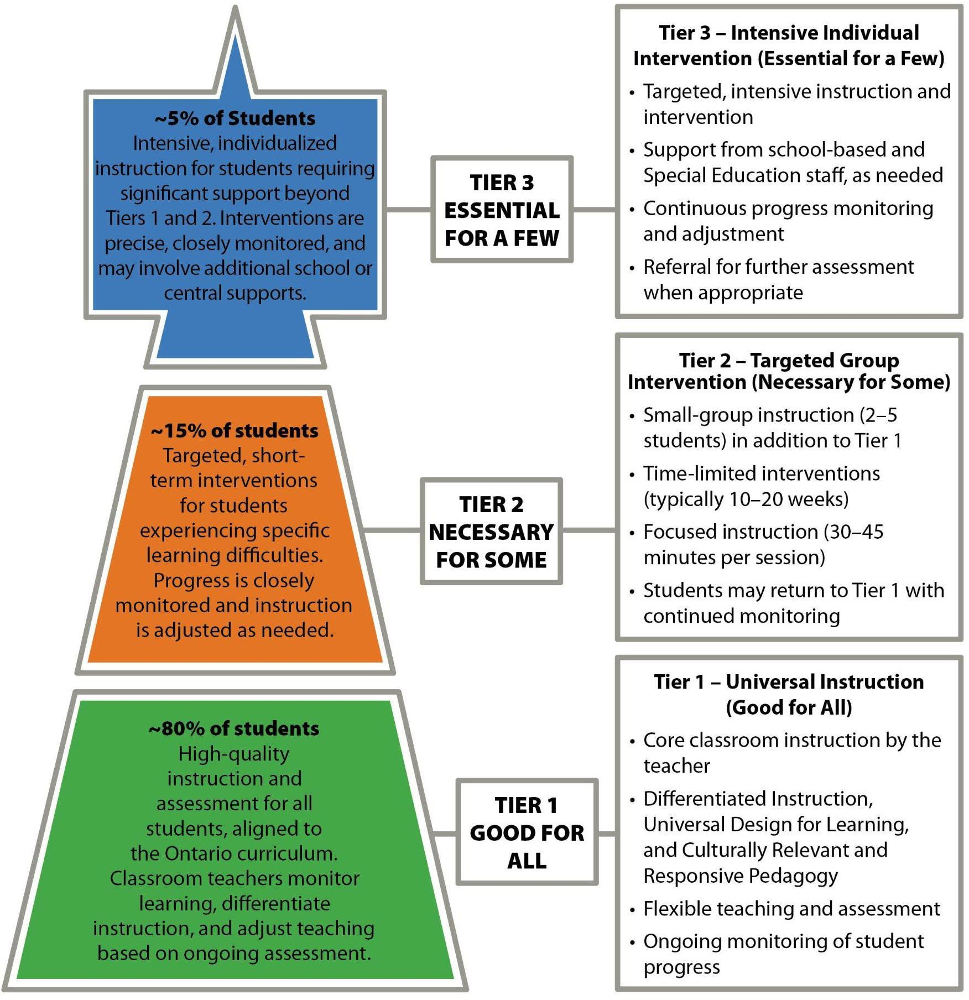 ~5% of Students
Intensive, individualized
instruction for students requiring
significant support beyond
Tiers 1 and 2. Interventions are
precise, closely monitored, and
may involve additional school or
central supports.
TIER 3
ESSENTIAL
FOR A FEW
Tier 3 – Intensive Individual
Intervention (Essential for a Few)
• Targeted, intensive instruction and
intervention
• Support from school-based and
Special Education staff, as needed
• Continuous progress monitoring
and adjustment
• Referral for further assessment
when appropriate
~15% of students
Targeted, short-
term interventions
for students
experiencing specific
learning difficulties.
Progress is closely
monitored and instruction
is adjusted as needed.
TIER 2
NECESSARY
FOR SOME
Tier 2 – Targeted Group
Intervention (Necessary for Some)
• Small-group instruction (2–5
students) in addition to Tier 1
• Time-limited interventions
(typically 10–20 weeks)
• Focused instruction (30–45
minutes per session)
• Students may return to Tier 1 with
continued monitoring
~80% of students
High-quality
instruction and
assessment for all
students, aligned to
the Ontario curriculum.
Classroom teachers monitor
learning, differentiate
instruction, and adjust teaching
based on ongoing assessment.
TIER 1
GOOD FOR
ALL
Tier 1 – Universal Instruction
(Good for All)
• Core classroom instruction by the
teacher
• Differentiated Instruction,
Universal Design for Learning,
and Culturally Relevant and
Responsive Pedagogy
• Flexible teaching and assessment
• Ongoing monitoring of student
progress